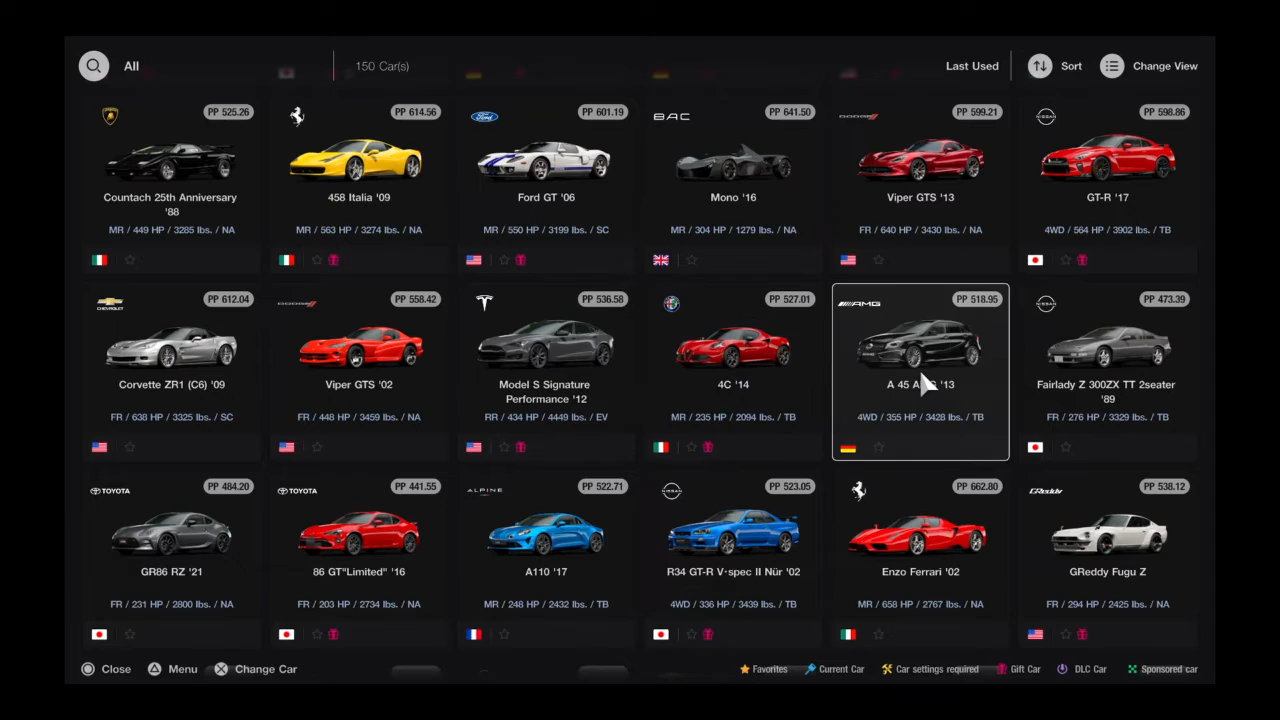 All
150 Car(s)
Last Used
Sort
Change View
PP 525.26
Countach 25th Anniversary
'88
MR / 449 HP / 3285 lbs. / NA
PP 614.56
458 Italia '09
MR / 563 HP / 3274 lbs. / NA
Ford
PP 601.19
Ford GT '06
MR / 550 HP / 3199 lbs. / SC
BAC
PP 641.50
Mono '16
MR / 304 HP / 1279 lbs. / NA
DODGE
PP 599.21
Viper GTS '13
FR / 640 HP / 3430 lbs. / NA
NISSAN
PP 598.86
GT-R '17
4WD / 564 HP / 3902 lbs. / TB
CHEVROLET
PP 612.04
Corvette ZR1 (C6) '09
FR / 638 HP / 3325 lbs. / SC
DODGE
PP 558.42
Viper GTS '02
FR / 448 HP / 3459 lbs. / NA
PP 536.58
Model S Signature
Performance '12
RR / 434 HP / 4449 lbs. / EV
PP 527.01
4C '14
MR / 235 HP / 2094 lbs. / TB
AMG
PP 518.95
A 45 A G '13
4WD / 355 HP / 3428 lbs. / TB
NISSAN
PP 473.39
Fairlady Z 300ZX TT 2seater
'89
FR / 276 HP / 3329 lbs. / TB
TOYOTA
PP 484.20
GR86 RZ '21
FR / 231 HP / 2800 lbs. / NA
TOYOTA
PP 441.55
86 GT"Limited" '16
FR / 203 HP / 2734 lbs. / NA
ALPINE
PP 522.71
A110 '17
MR / 248 HP / 2432 lbs. / TB
NISSAN
PP 523.05
R34 GT-R V・spec II Nür '02
4WD / 336 HP / 3439 lbs. / TB
PP 662.80
Enzo Ferrari '02
MR / 658 HP / 2767 lbs. / NA
GReddy
PP 538.12
GReddy Fugu Z
FR / 294 HP / 2425 lbs. / NA
Close
Menu
Change Car
Favorites
Current Car
Car settings required
Gift Car
DLC Car
Sponsored car